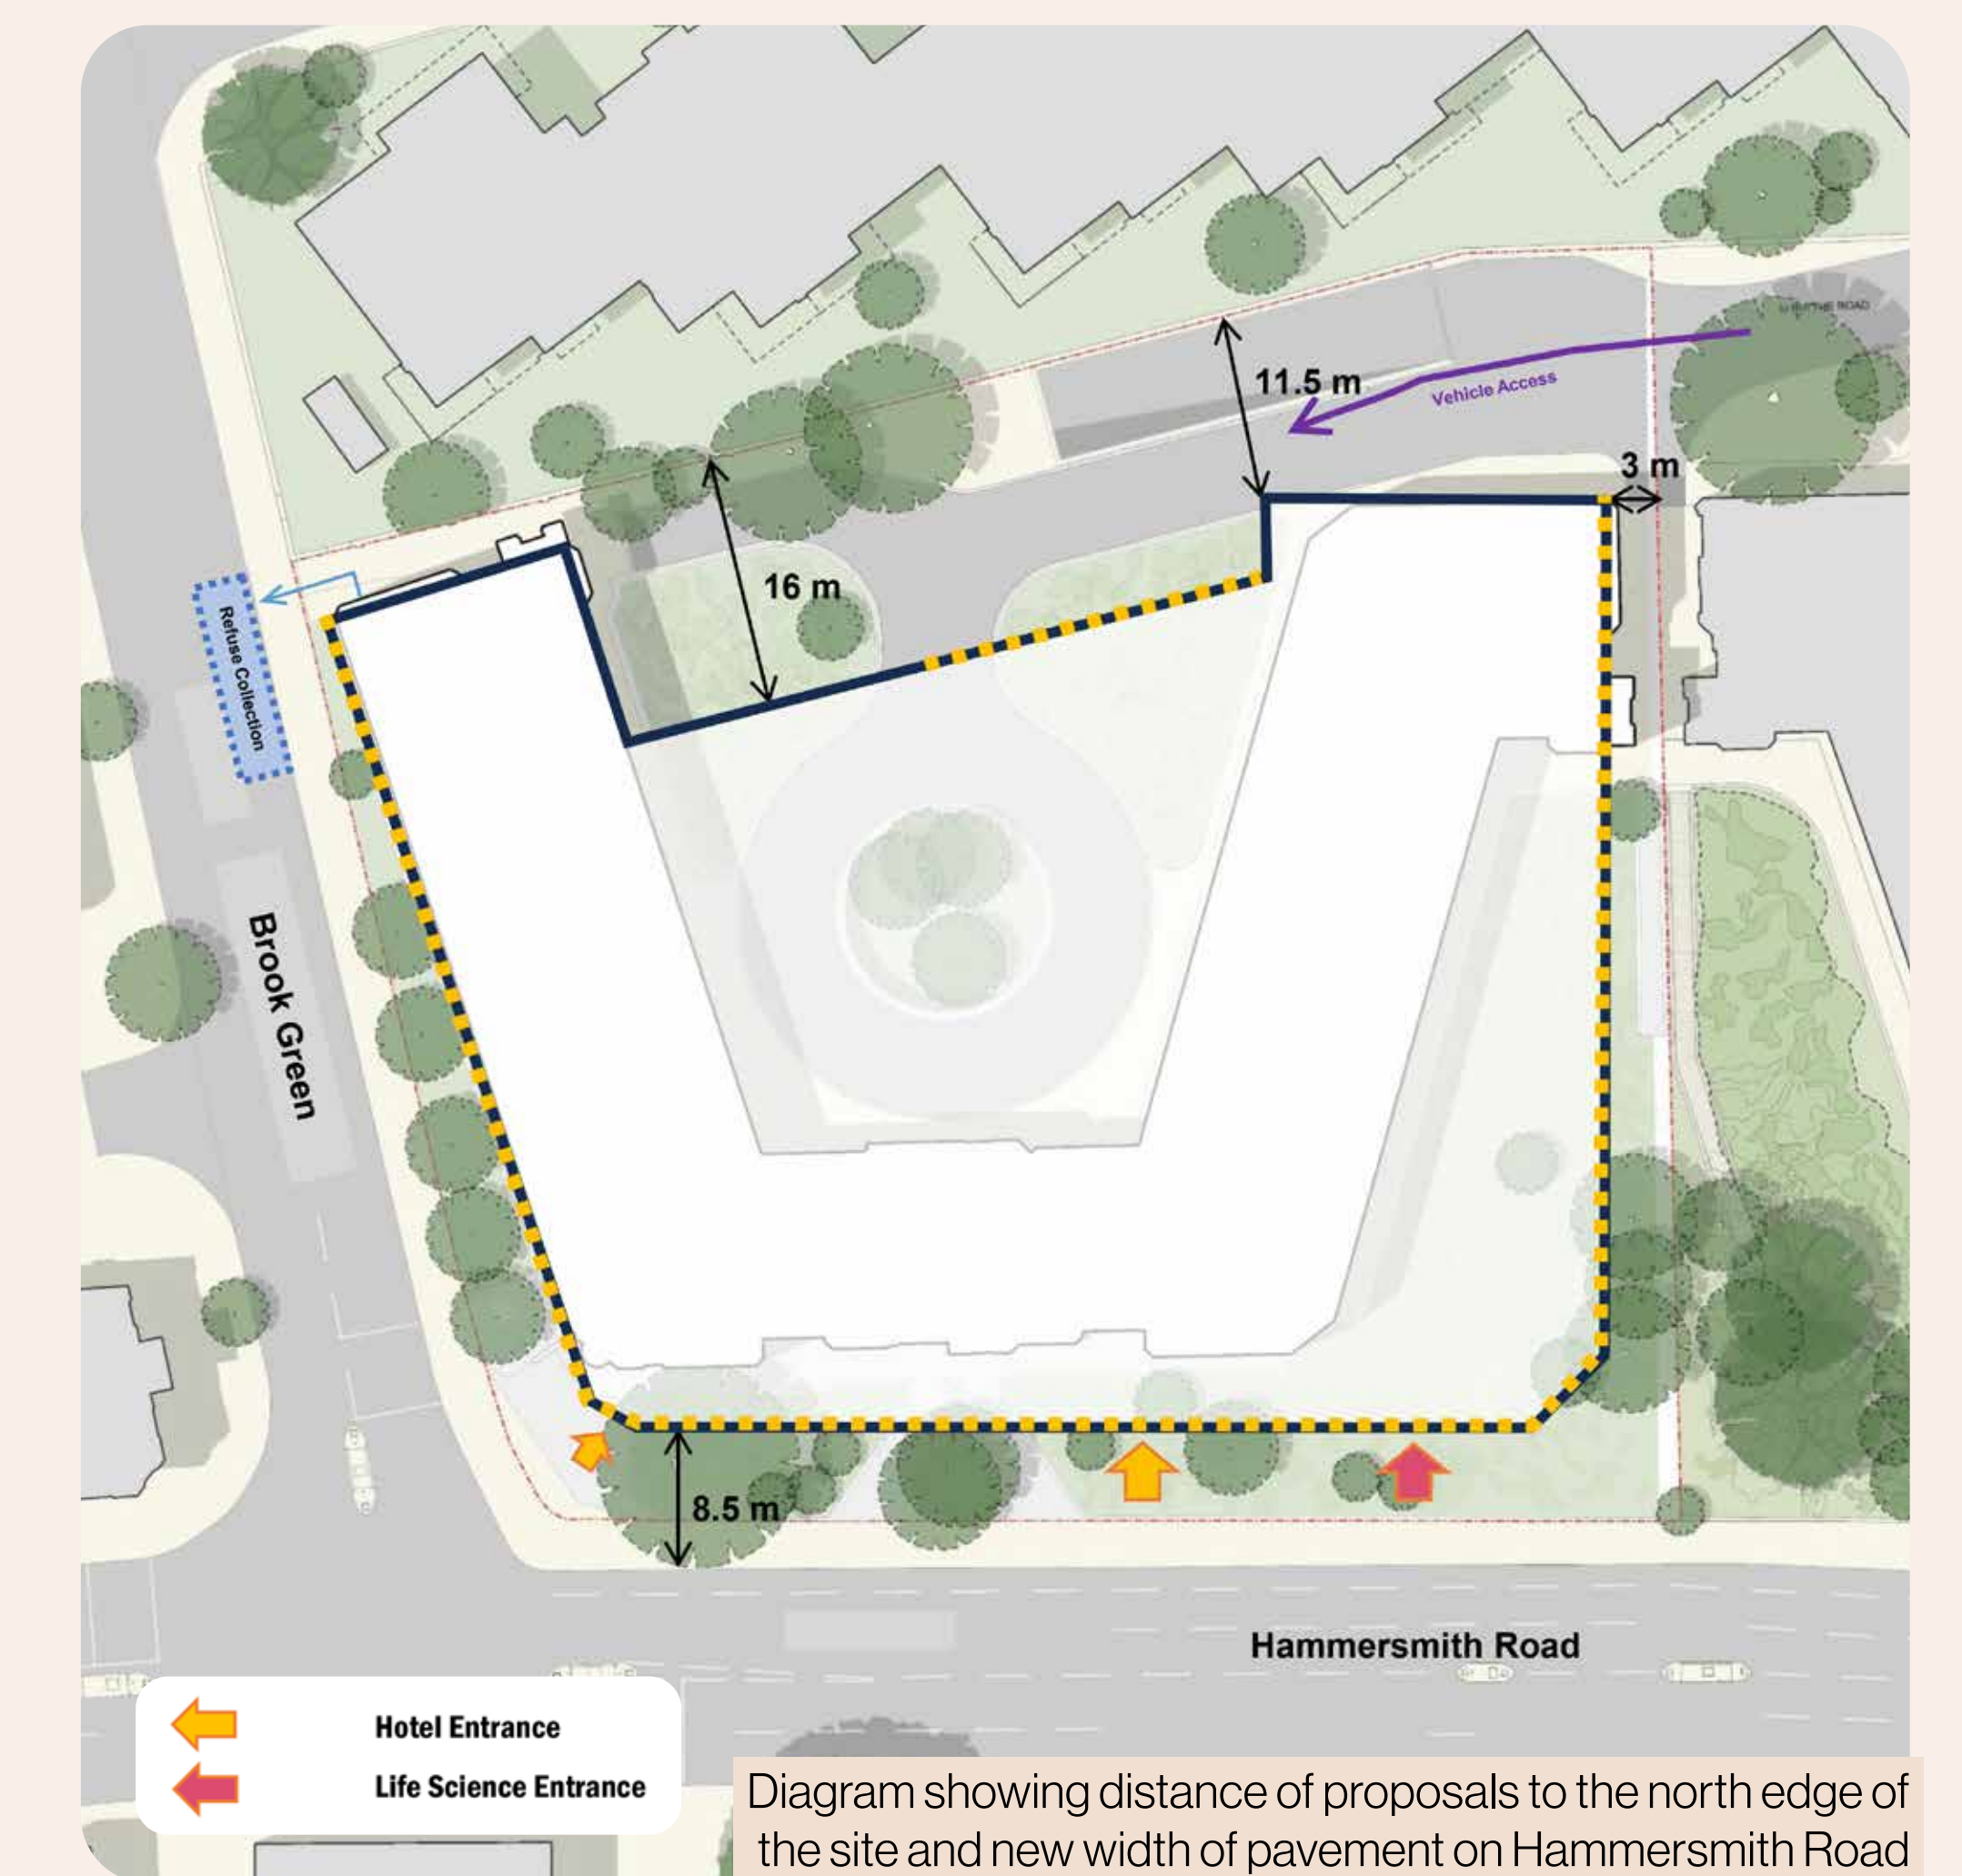 11.5 m
Vehicle Access
3 m
16 m
Refuse Collection
Brook Green
8.5 m
Hammersmith Road
Hotel Entrance
Life Science Entrance
Diagram showing distance of proposals to the north edge of
the site and new width of pavement on Hammersmith Road